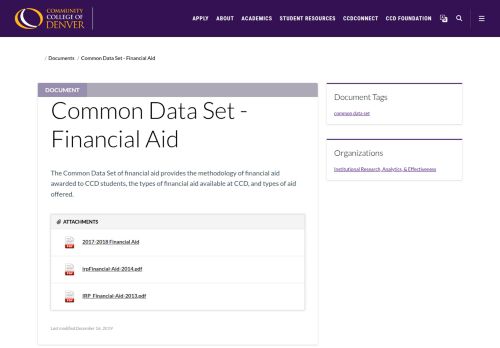 COMMUNITY
COLLEGE OF
DENVER
APPLY ABOUT ACADEMICS STUDENT RESOURCES CCDCONNECT CCD FOUNDATION
/ Documents / Common Data Set - Financial Aid
DOCUMENT
Common Data Set -
Financial Aid
The Common Data Set of financial aid provides the methodology of financial aid
awarded to CCD students, the types of financial aid available at CCD, and types of aid
offered.
ATTACHMENTS
PDF
2017-2018 Financial Aid
PDF
IrpFinancial-Aid-2014.pdf
PDF
IRP_Financial-Aid-2013.pdf
Last modified December 16, 2019
Document Tags
common data set
Organizations
Institutional Research, Analytics, & Effectiveness